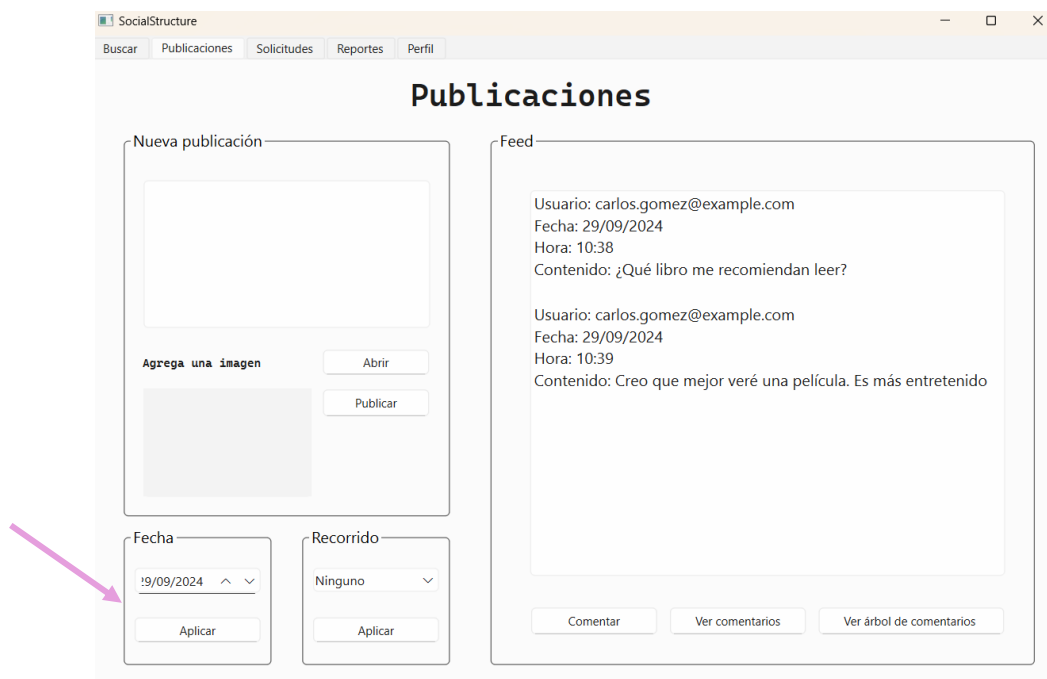 SocialStructure
Buscar Publicaciones Solicitudes Reportes Perfil
Publicaciones
Nueva publicación
Agrega una imagen
Abrir
Publicar
Fecha
29/09/2024
Aplicar
Recorrido
Ninguno
Aplicar
Feed
Usuario: carlos.gomez@example.com
Fecha: 29/09/2024
Hora: 10:38
Contenido: ¿Qué libro me recomiendan leer?
Usuario: carlos.gomez@example.com
Fecha: 29/09/2024
Hora: 10:39
Contenido: Creo que mejor veré una película. Es más entretenido
Comentar Ver comentarios Ver árbol de comentarios